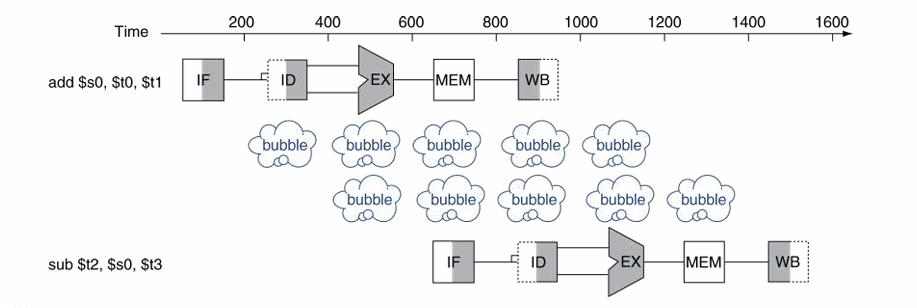 200 400 600 800 1000 1200 1400 1600
Time
add $s0, $t0, $t1 IF ID EX MEM WB
bubble bubble bubble bubble bubble
bubble bubble bubble bubble bubble
sub $t2, $s0, $t3 IF ID EX MEM WB